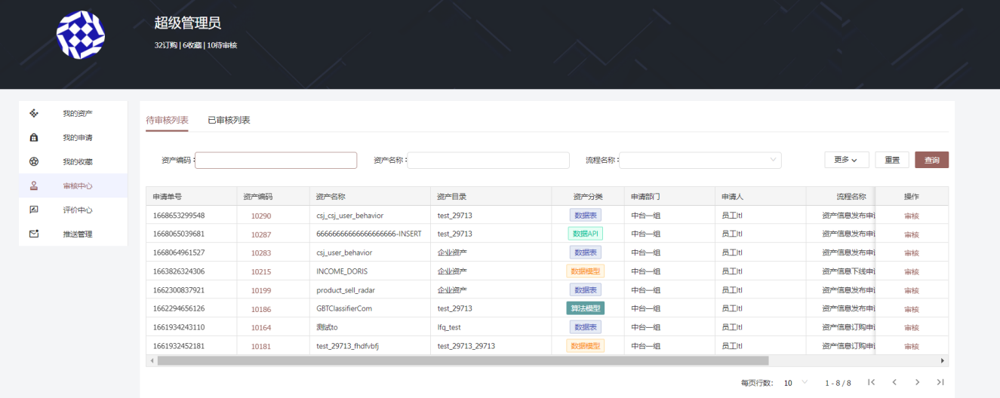 超级管理员
32订购 | 6收藏 | 10待审核
我的资产
我的申请
我的收藏
审核中心
评价中心
推送管理
待审核列表 已审核列表
资产编码： 资产名称： 流程名称： 更多 重置 查询
申请单号 资产编码 资产名称 资产目录 资产分类 申请部门 申请人 流程名称 操作
1668653299548 10290 csj_csj_user_behavior test_29713 数据表 中台一组 员工ltl 资产信息发布申 审核
1668065039681 10287 66666666666666666666-INSERT test_29713 数据API 中台一组 员工ltl 资产信息发布申 审核
1668064961527 10283 csj_user_behavior 企业资产 数据表 中台一组 员工ltl 资产信息发布申 审核
1663826324306 10215 INCOME_DORIS 企业资产 数据模型 中台一组 员工ltl 资产信息下线申 审核
1662300837921 10199 product_sell_radar 企业资产 数据表 中台一组 员工ltl 资产信息发布申 审核
1662294656126 10186 GBTClassifierCom test_29713 算法模型 中台一组 员工ltl 资产信息发布申 审核
1661934243110 10164 测试to lfq_test 数据表 中台一组 员工ltl 资产信息订购申 审核
1661932452181 10181 test_29713_fhdfvbfj test_29713_29713 数据模型 中台一组 员工ltl 资产信息订购申 审核
每页行数： 10 1 - 8 / 8